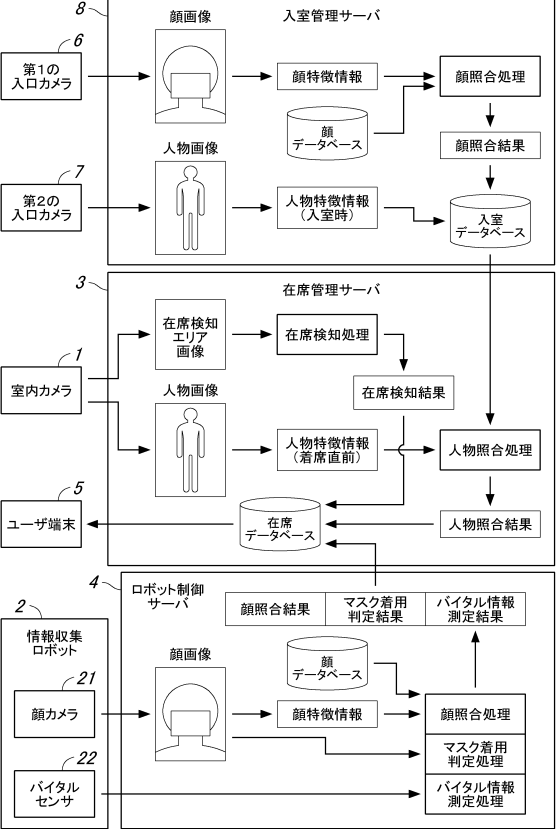 8
入室管理サーバ
6
第1の
入口カメラ
顔画像
顔特徴情報
顔照合処理
顔
データベース
顔照合結果
7
第2の
入口カメラ
人物画像
人物特徴情報
(入室時)
入室
データベース
3
在席管理サーバ
在席検知
エリア
画像
在席検知処理
1
室内カメラ
在席検知結果
人物画像
人物特徴情報
(着席直前)
人物照合処理
5
ユーザ端末
在席
データベース
人物照合結果
4
ロボット制御
サーバ
顔照合結果
マスク着用
判定結果
バイタル情報
測定結果
2
情報収集
ロボット
顔画像
顔
データベース
21
顔カメラ
顔特徴情報
顔照合処理
マスク着用
判定処理
22
バイタル
センサ
バイタル情報
測定処理